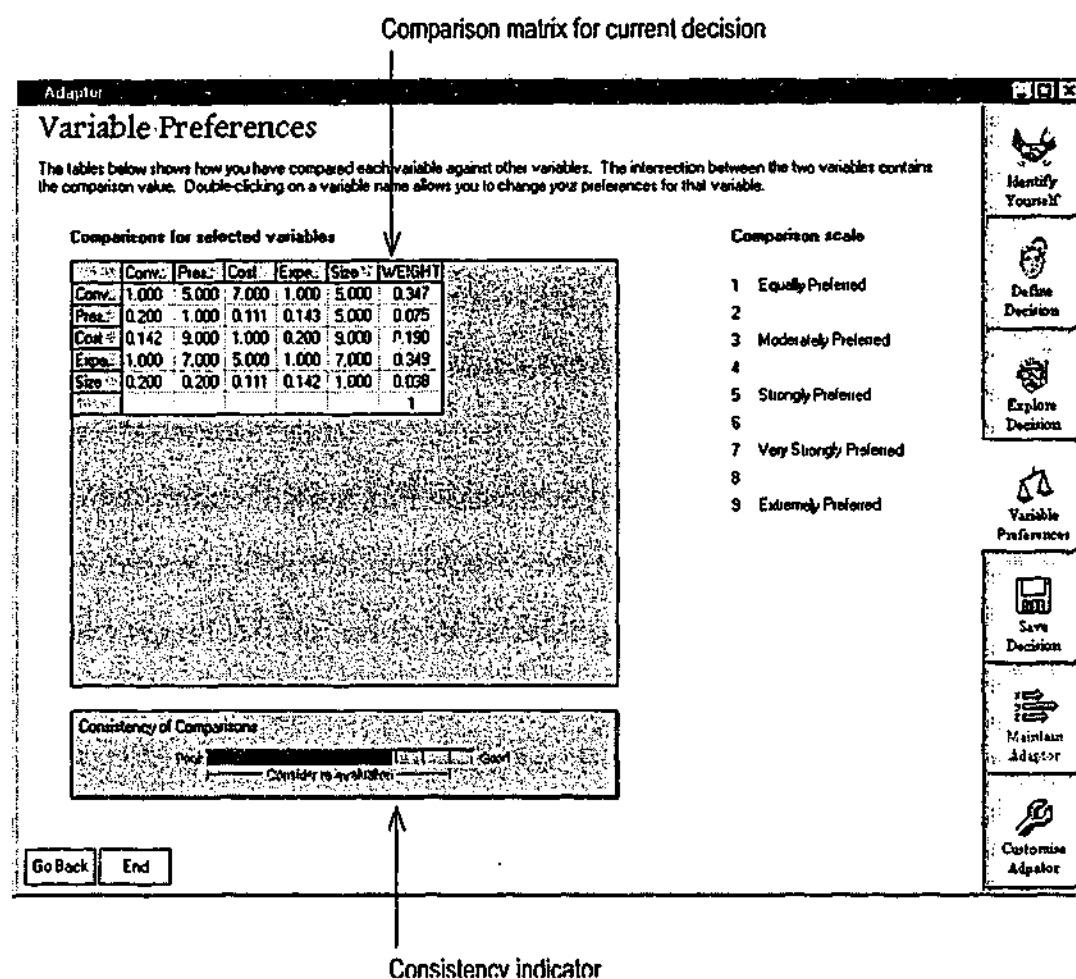 Comparison matrix for current decision
Adaptor
Variable Preferences
The tables below shows how you have compared each variable against other variables. The intersection between the two variables contains
the comparison value. Double-clicking on a variable name allows you to change your preferences for that variable.
Comparisons for selected variables
Conv... Pres... Cost Expe... Size WEIGHT
Conv... 1.000 5.000 7.000 1.000 5.000 0.347
Pres... 0.200 1.000 0.111 0.143 5.000 0.075
Cost 0.142 9.000 1.000 0.200 9.000 0.190
Expe... 1.000 7.000 5.000 1.000 7.000 0.349
Size 0.200 0.200 0.111 0.142 1.000 0.038
1
Comparison scale
1 Equally Preferred
2
3 Moderately Preferred
4
5 Strongly Preferred
6
7 Very Strongly Preferred
8
9 Extremely Preferred
Consistency of Comparisons
Poor Good
Consider re-evaluation
Go Back End
Identify
Yourself
Define
Decision
Explore
Decision
Variable
Preferences
Save
Decision
Maintain
Adaptor
Customise
Adpator
Consistency indicator